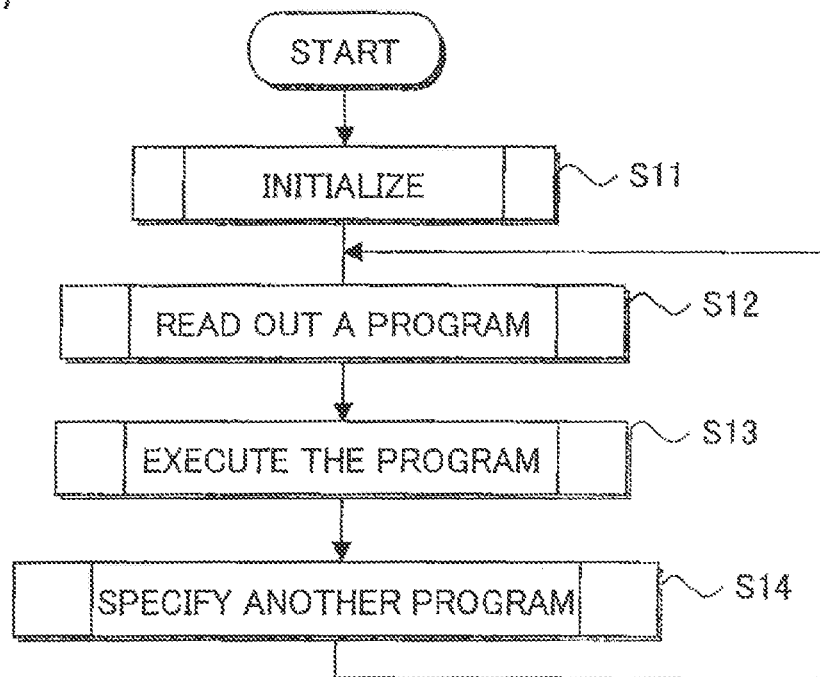 START
INITIALIZE
S11
READ OUT A PROGRAM
S12
EXECUTE THE PROGRAM
S13
SPECIFY ANOTHER PROGRAM
S14